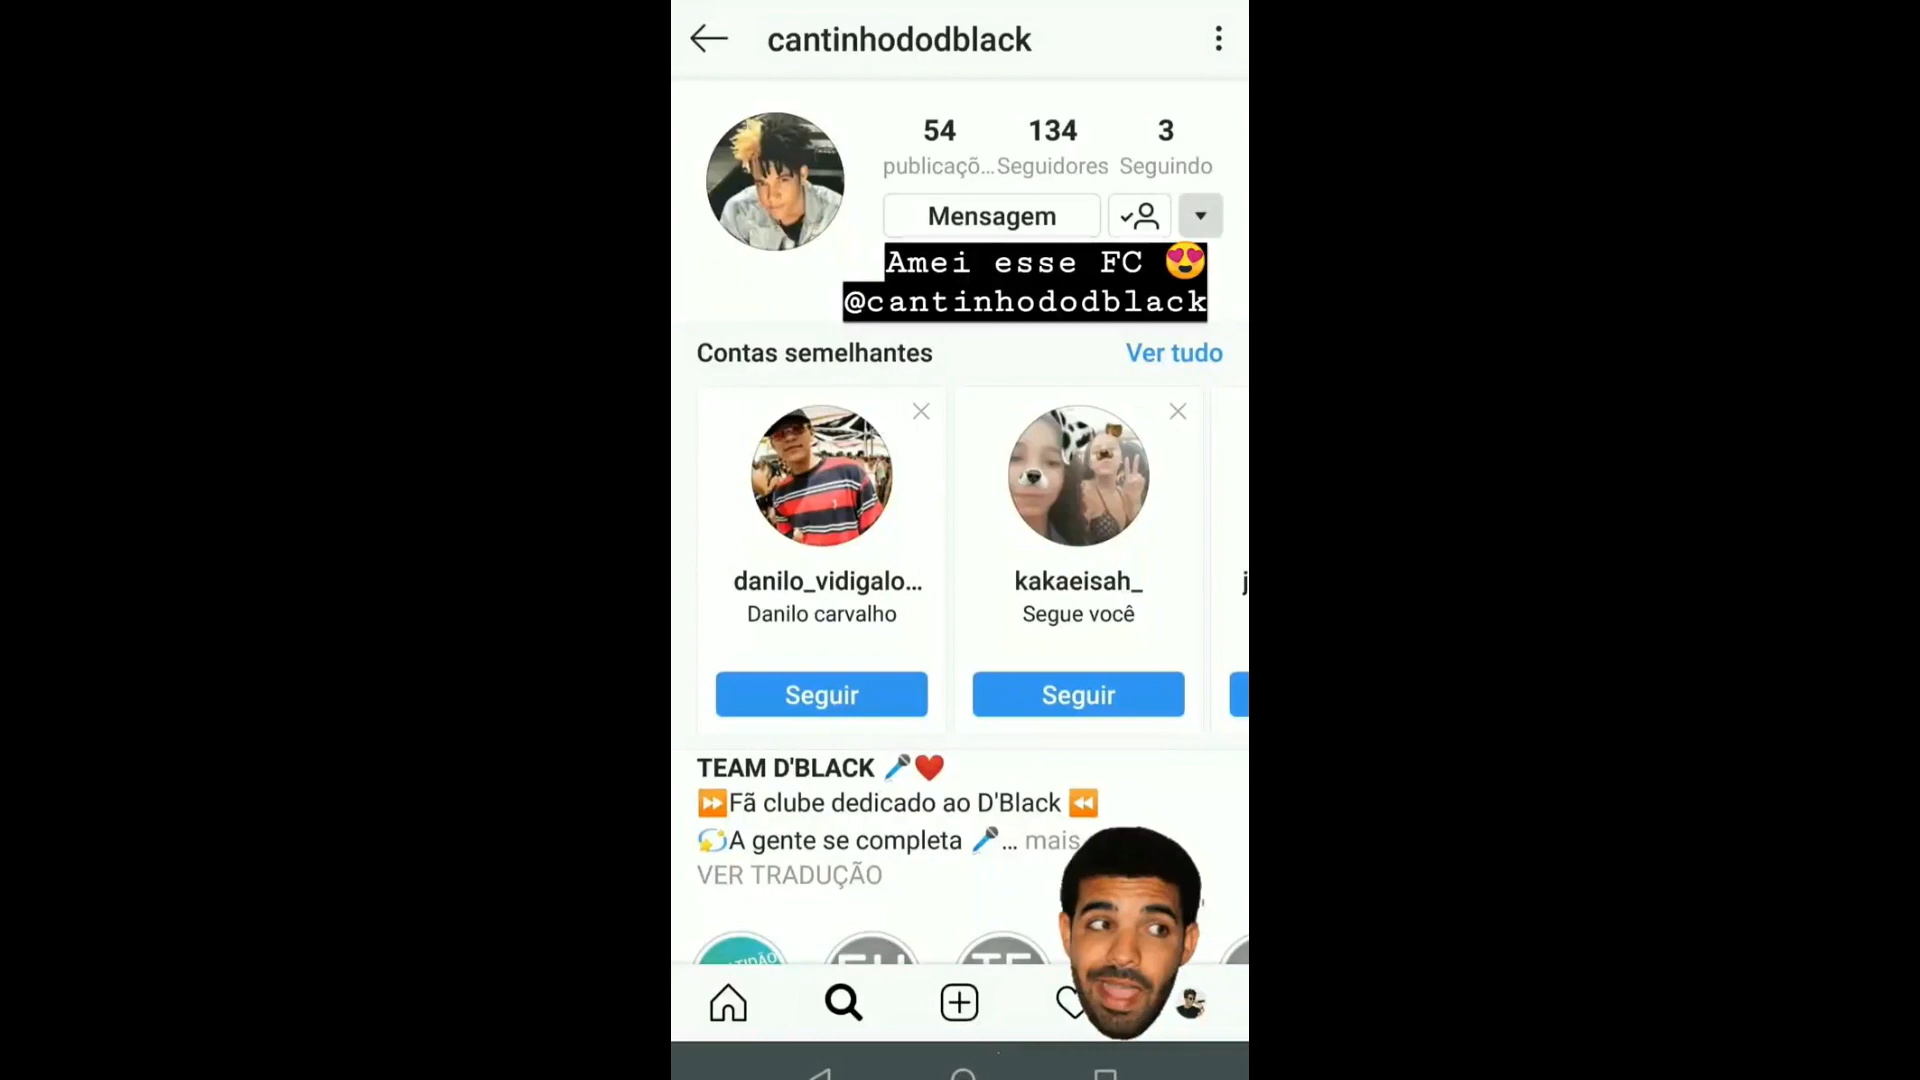 cantinhododblack
54 134 3
publicaçõ... Seguidores Seguindo
Mensagem
Amei esse FC 😍
@cantinhododblack
Contas semelhantes Ver tudo
danilo_vidigalo... kakaeisah_ j
Danilo carvalho Segue você
Seguir Seguir
TEAM D'BLACK 🎤❤️
⏩Fã clube dedicado ao D'Black ⏪
💫A gente se completa 🎤... mais
VER TRADUÇÃO